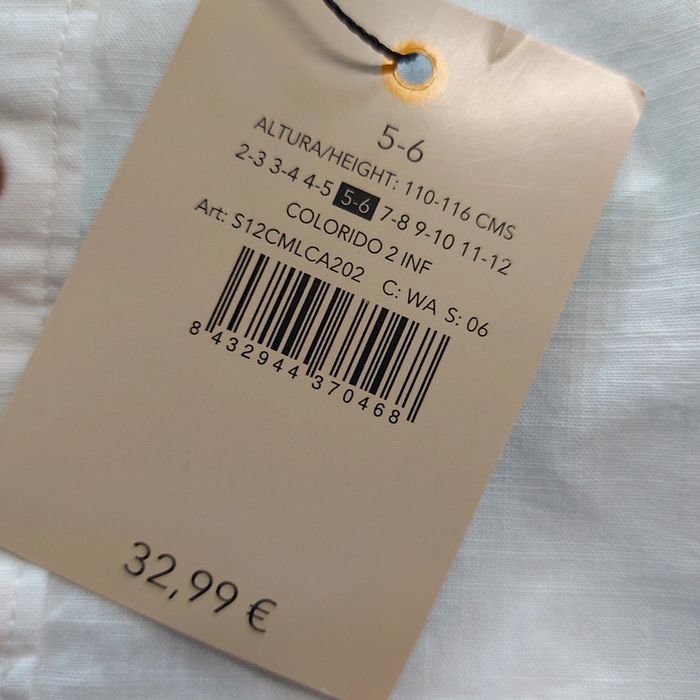 5-6
ALTURA/HEIGHT: 110-116 CMS
2-3 3-4 4-5 5-6 7-8 9-10 11-12
COLORIDO 2 INF
Art: S12CMLCA202 C: WA S: 06
8 432944 370468
32,99 €